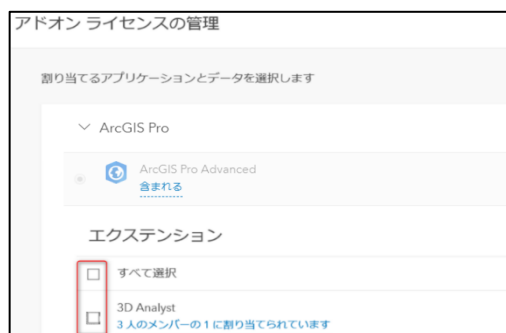 アドオン ライセンスの管理
割り当てるアプリケーションとデータを選択します
ArcGIS Pro
ArcGIS Pro Advanced
含まれる
エクステンション
すべて選択
3D Analyst
3 人のメンバーの 1 に割り当てられています